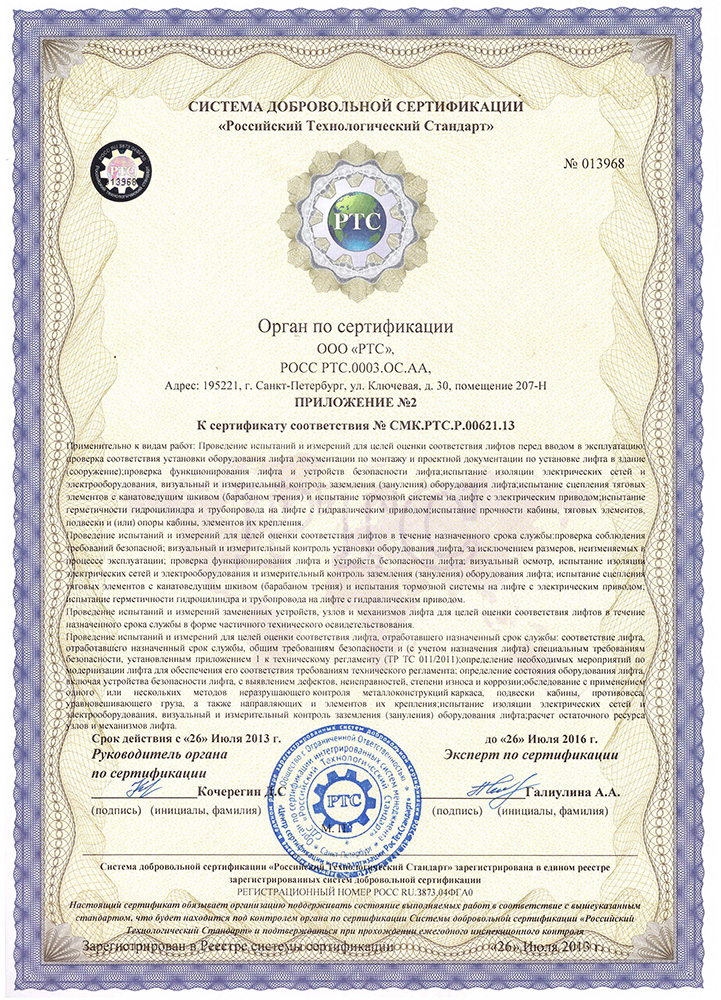 СИСТЕМА ДОБРОВОЛЬНОЙ СЕРТИФИКАЦИИ
«Российский Технологический Стандарт»
№ 013968
РТС
13968
РТС
Орган по сертификации
ООО «РТС»,
РОСС РТС.0003.ОС.АА,
Адрес: 195221, г. Санкт-Петербург, ул. Ключевая, д. 30, помещение 207-Н
ПРИЛОЖЕНИЕ №2
К сертификату соответствия № СМК.РТС.Р.00621.13
Применительно к видам работ: Проведение испытаний и измерений для целей оценки соответствия лифтов перед вводом в эксплуатацию:
проверка соответствия установки оборудования лифта документации по монтажу и проектной документации по установке лифта в здание
(сооружение);проверка функционирования лифта и устройств безопасности лифта;испытание изоляции электрических сетей и
электрооборудования, визуальный и измерительный контроль заземления (зануления) оборудования лифта;испытание сцепления тяговых
элементов с канатоведущим шкивом (барабаном трения) и испытание тормозной системы на лифте с электрическим приводом;испытание
герметичности гидроцилиндра и трубопровода на лифте с гидравлическим приводом;испытание прочности кабины, тяговых элементов,
подвески и (или) опоры кабины, элементов их крепления.
Проведение испытаний и измерений для целей оценки соответствия лифтов в течение назначенного срока службы:проверка соблюдения
требований безопасной; визуальный и измерительный контроль установки оборудования лифта, за исключением размеров, неизменяемых в
процессе эксплуатации; проверка функционирования лифта и устройств безопасности лифта; визуальный осмотр, испытание изоляции
электрических сетей и электрооборудования и измерительный контроль заземления (зануления) оборудования лифта; испытание сцепления
тяговых элементов с канатоведущим шкивом (барабаном трения) и испытания тормозной системы на лифте с электрическим приводом;
испытание герметичности гидроцилиндра и трубопровода на лифте с гидравлическим приводом.
Проведение испытаний и измерений замененных устройств, узлов и механизмов лифта для целей оценки соответствия лифтов в течение
назначенного срока службы в форме частичного технического освидетельствования.
Проведение испытаний и измерений для целей оценки соответствия лифта, отработавшего назначенный срок службы: соответствие лифта,
отработавшего назначенный срок службы, общим требованиям безопасности и (с учетом назначения лифта) специальным требованиям
безопасности, установленным приложением 1 к техническому регламенту (ТР ТС 011/2011);определение необходимых мероприятий по
модернизации лифта для обеспечения его соответствия требованиям технического регламента; определение состояния оборудования лифта,
включая устройства безопасности лифта, с выявлением дефектов, неисправностей, степени износа и коррозии;обследование с применением
одного или нескольких методов неразрушающего контроля металлоконструкций каркаса, подвески кабины, противовеса,
уравновешивающего груза, а также направляющих и элементов их крепления;испытание изоляции электрических сетей и
электрооборудования, визуальный и измерительный контроль заземления (зануления) оборудования лифта;расчет остаточного ресурса
узлов и механизмов лифта.
Срок действия с «26» Июля 2013 г. до «26» Июля 2016 г.
Руководитель органа Эксперт по сертификации
по сертификации
Кочерегин Д.С. Галиулина А.А.
(подпись) (инициалы, фамилия) (подпись) (инициалы, фамилия)
РТС
М. П.
Система добровольной сертификации «Российский Технологический Стандарт» зарегистрирована в едином реестре
зарегистрированных систем добровольной сертификации
РЕГИСТРАЦИОННЫЙ НОМЕР РОСС RU.3873.04ФГА0
Настоящий сертификат обязывает организацию поддерживать состояние выполняемых работ в соответствие с вышеуказанным
стандартом, что будет находится под контролем органа по сертификации Системы добровольной сертификации «Российский
Технологический Стандарт» и подтверждаться при прохождении ежегодного инспекционного контроля
Зарегистрирован в Реестре системы сертификации «26» Июля 2013 г.